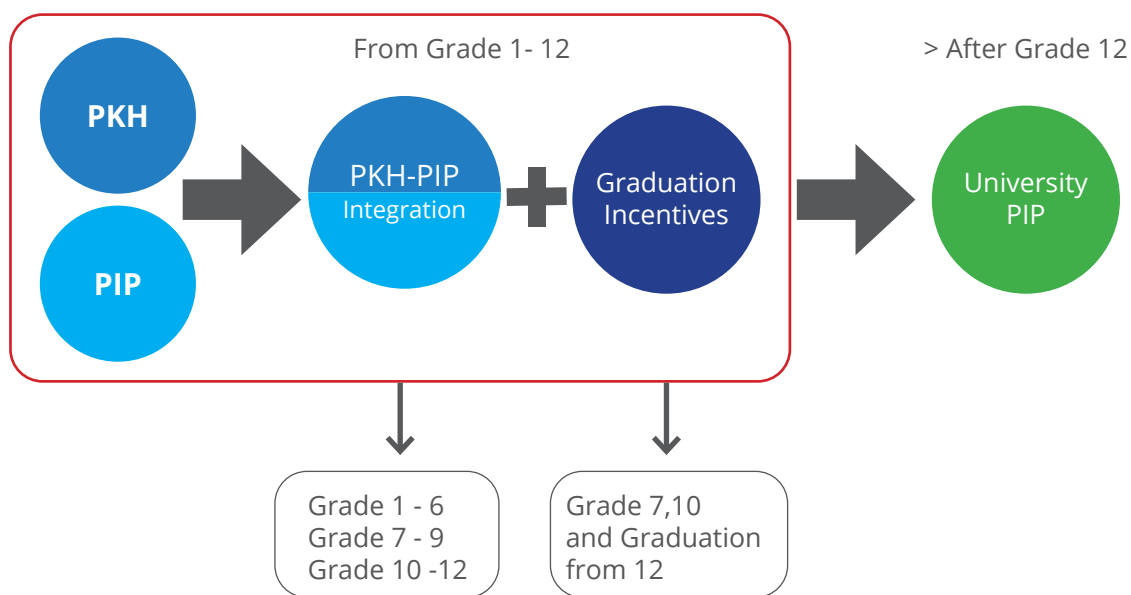 From Grade 1- 12
> After Grade 12
PKH
PIP
PKH-PIP
Integration
Graduation
Incentives
University
PIP
Grade 1 - 6
Grade 7 - 9
Grade 10 -12
Grade 7,10
and Graduation
from 12